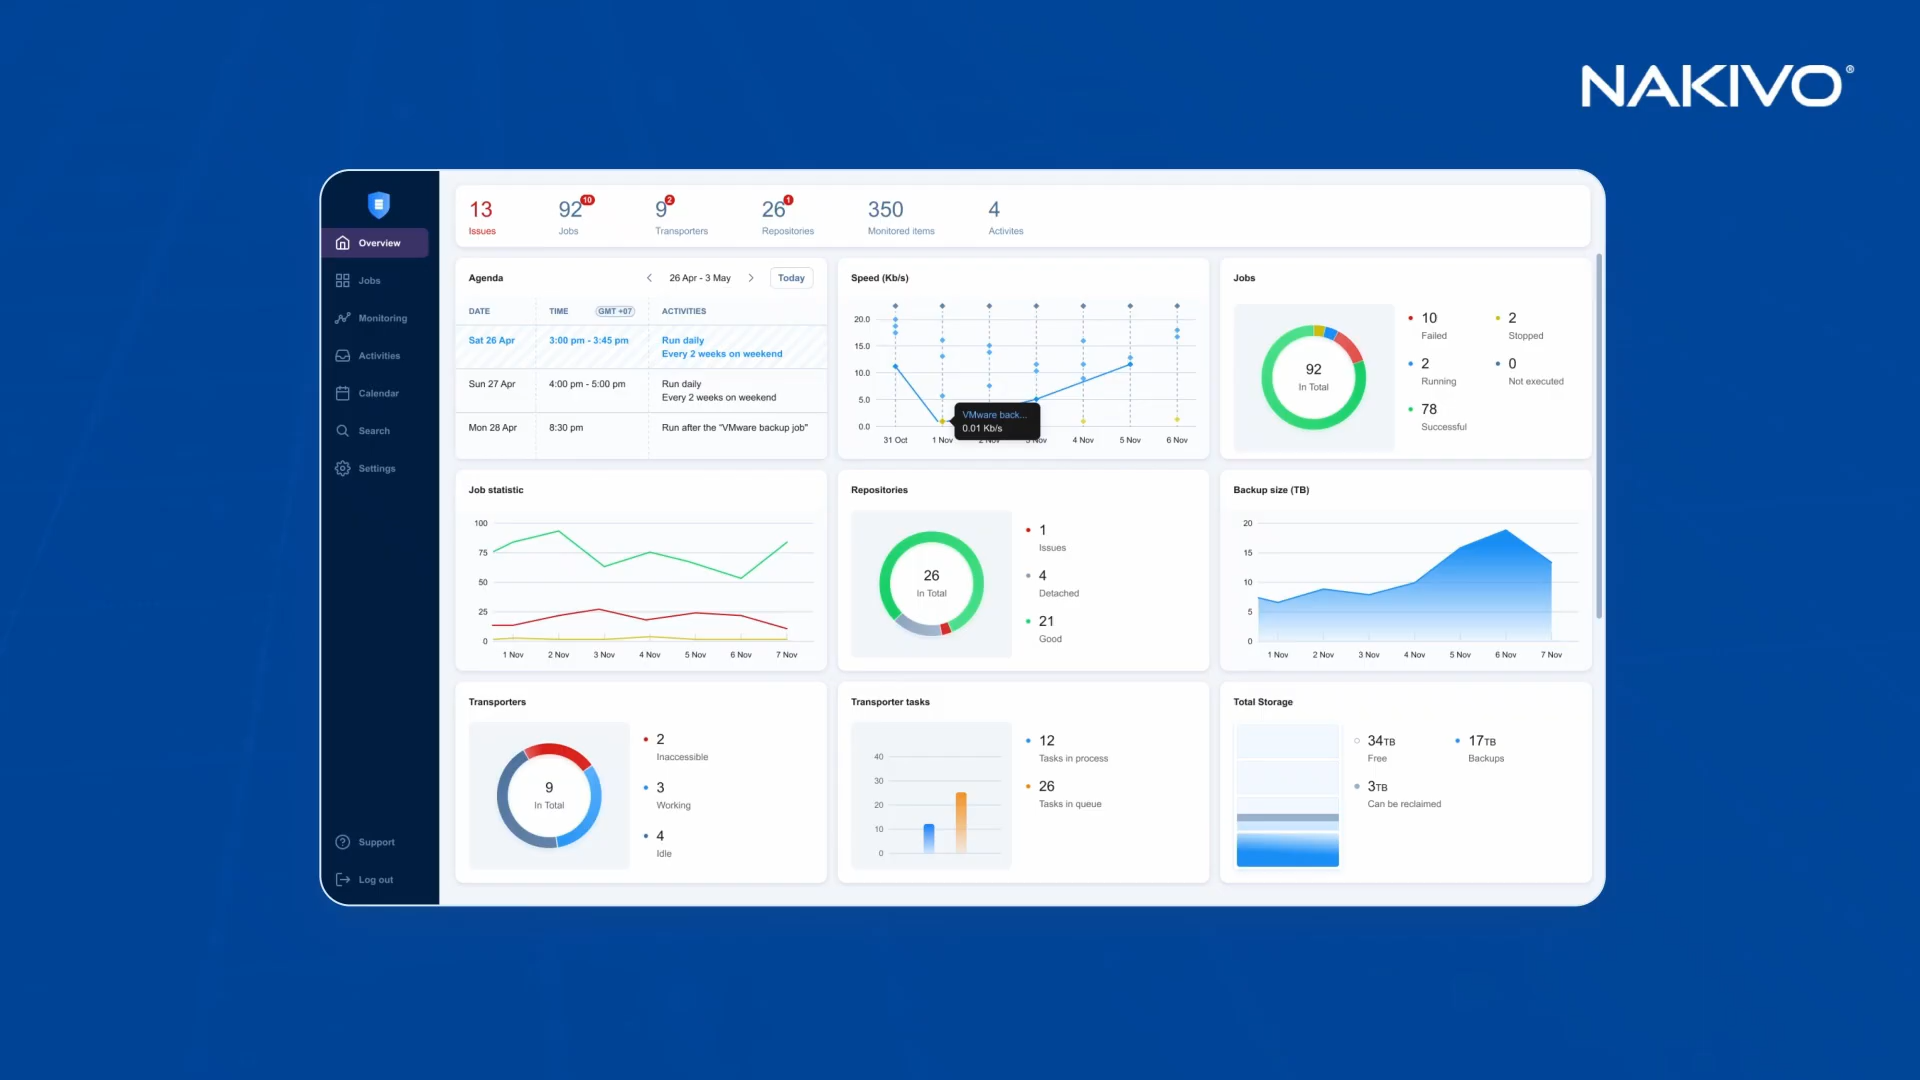 NAKIVO®
13
Issues
92 10
Jobs
9 2
Transporters
26 1
Repositories
350
Monitored items
4
Activites
Overview
Jobs
Monitoring
Activities
Calendar
Search
Settings
Support
Log out
Agenda
26 Apr - 3 May
Today
DATE TIME GMT +07 ACTIVITIES
Sat 26 Apr 3:00 pm - 3:45 pm Run daily
Every 2 weeks on weekend
Sun 27 Apr 4:00 pm - 5:00 pm Run daily
Every 2 weeks on weekend
Mon 28 Apr 8:30 pm Run after the "VMware backup job"
Speed (Kb/s)
20.0
15.0
10.0
5.0
0.0
VMware back...
0.01 Kb/s
31 Oct 1 Nov 2 Nov 3 Nov 4 Nov 5 Nov 6 Nov
Jobs
92
In Total
10
Failed
2
Stopped
2
Running
0
Not executed
78
Successful
Job statistic
100
75
50
25
0
1 Nov 2 Nov 3 Nov 4 Nov 5 Nov 6 Nov 7 Nov
Repositories
26
In Total
1
Issues
4
Detached
21
Good
Backup size (TB)
20
15
10
5
0
1 Nov 2 Nov 3 Nov 4 Nov 5 Nov 6 Nov 7 Nov
Transporters
9
In Total
2
Inaccessible
3
Working
4
Idle
Transporter tasks
40
30
20
10
0
12
Tasks in process
26
Tasks in queue
Total Storage
34TB
Free
17TB
Backups
3TB
Can be reclaimed